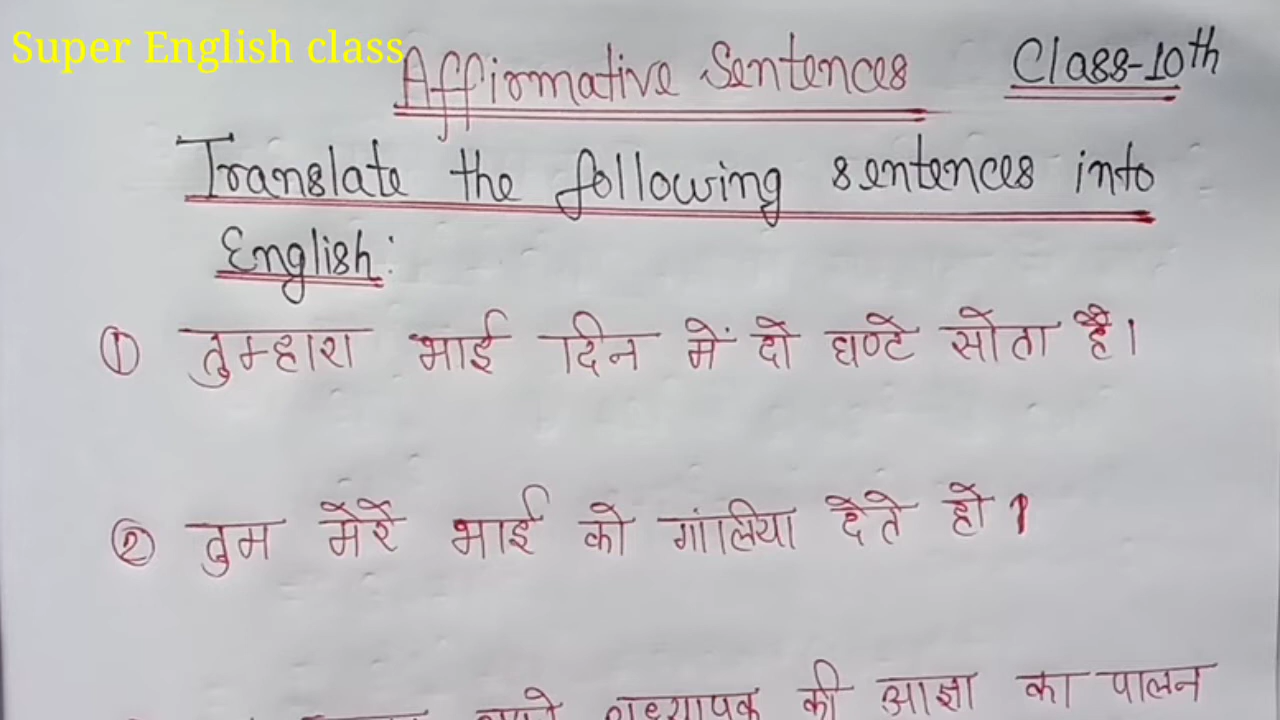 Super English class
Affirmative Sentences Class-10th
Translate the following sentences into
English:
① तुम्हारा भाई दिन में दो घण्टे सोता है।
② तुम मेरे भाई को गांलिया देते हो।
अध्यापक की आज्ञा का पालन